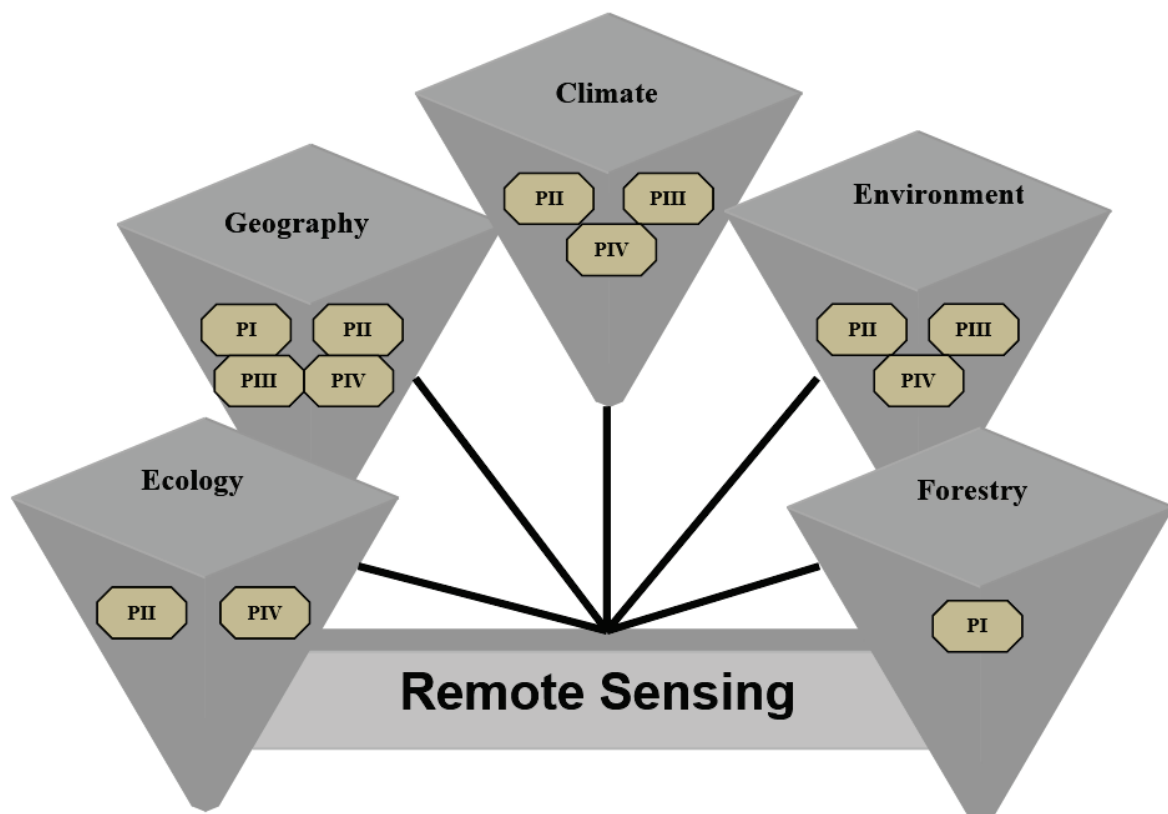 Climate
PII PIII
PIV
Geography
PI PII
PIII PIV
Environment
PII PIII
PIV
Ecology
PII PIV
Forestry
PI
Remote Sensing